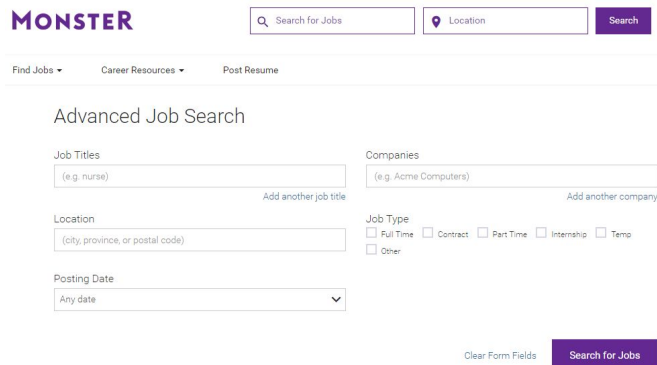 MONSTER
Search for Jobs
Location
Search
Find Jobs
Career Resources
Post Resume
Advanced Job Search
Job Titles
Companies
(e.g. nurse)
(e.g. Acme Computers)
Add another job title
Add another company
Location
Job Type
(city, province, or postal code)
Full Time
Contract
Part Time
Internship
Temp
Other
Posting Date
Any date
Clear Form Fields
Search for Jobs